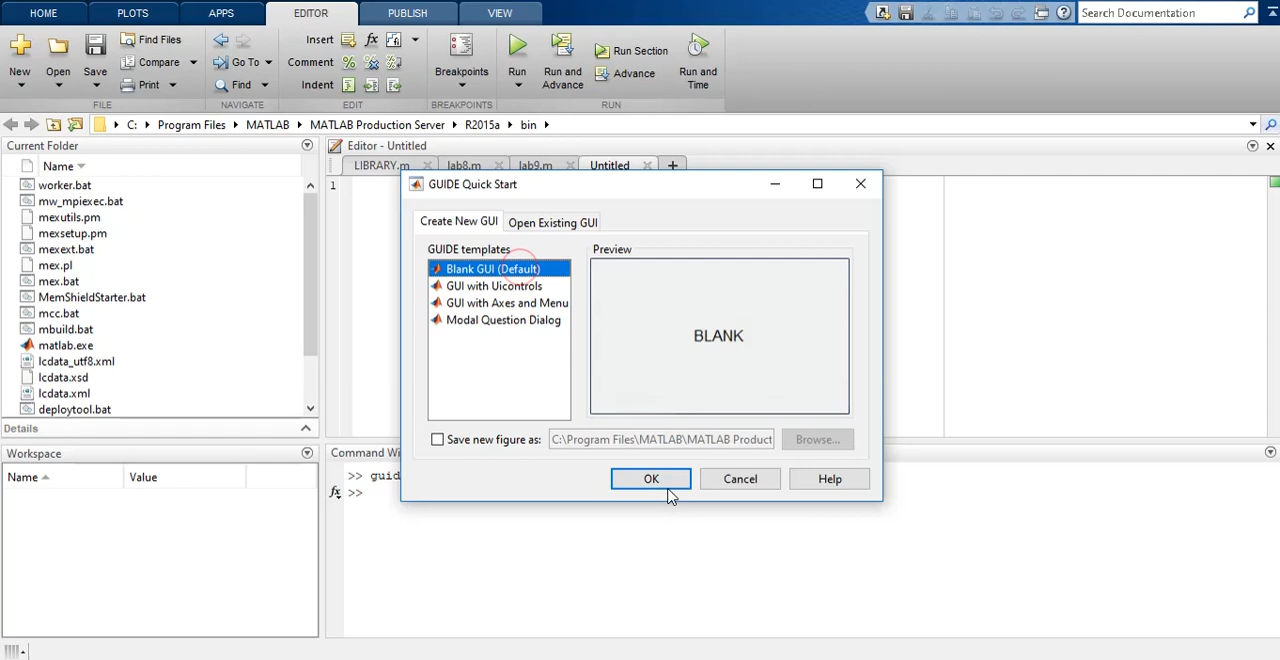 HOME PLOTS APPS EDITOR PUBLISH VIEW Search Documentation
New Open Save Find Files Compare Print
Go To Find
Insert fx
Comment
Indent
Breakpoints Run Run and Advance Run Section Advance Run and Time
FILE NAVIGATE EDIT BREAKPOINTS RUN
C: Program Files MATLAB MATLAB Production Server R2015a bin
Current Folder
Name
worker.bat
mw_mpiexec.bat
mexutils.pm
mexsetup.pm
mexext.bat
mex.pl
mex.bat
MemShieldStarter.bat
mcc.bat
mbuild.bat
matlab.exe
lcdata_utf8.xml
lcdata.xsd
lcdata.xml
deploytool.bat
Details
Workspace
Name Value
Editor - Untitled
LIBRARY.m lab8.m lab9.m Untitled
1
GUIDE Quick Start
Create New GUI Open Existing GUI
GUIDE templates
Blank GUI (Default)
GUI with Uicontrols
GUI with Axes and Menu
Modal Question Dialog
Preview
BLANK
Save new figure as: C:\Program Files\MATLAB\MATLAB Product Browse...
OK Cancel Help
Command Wi
>> guid
fx >>